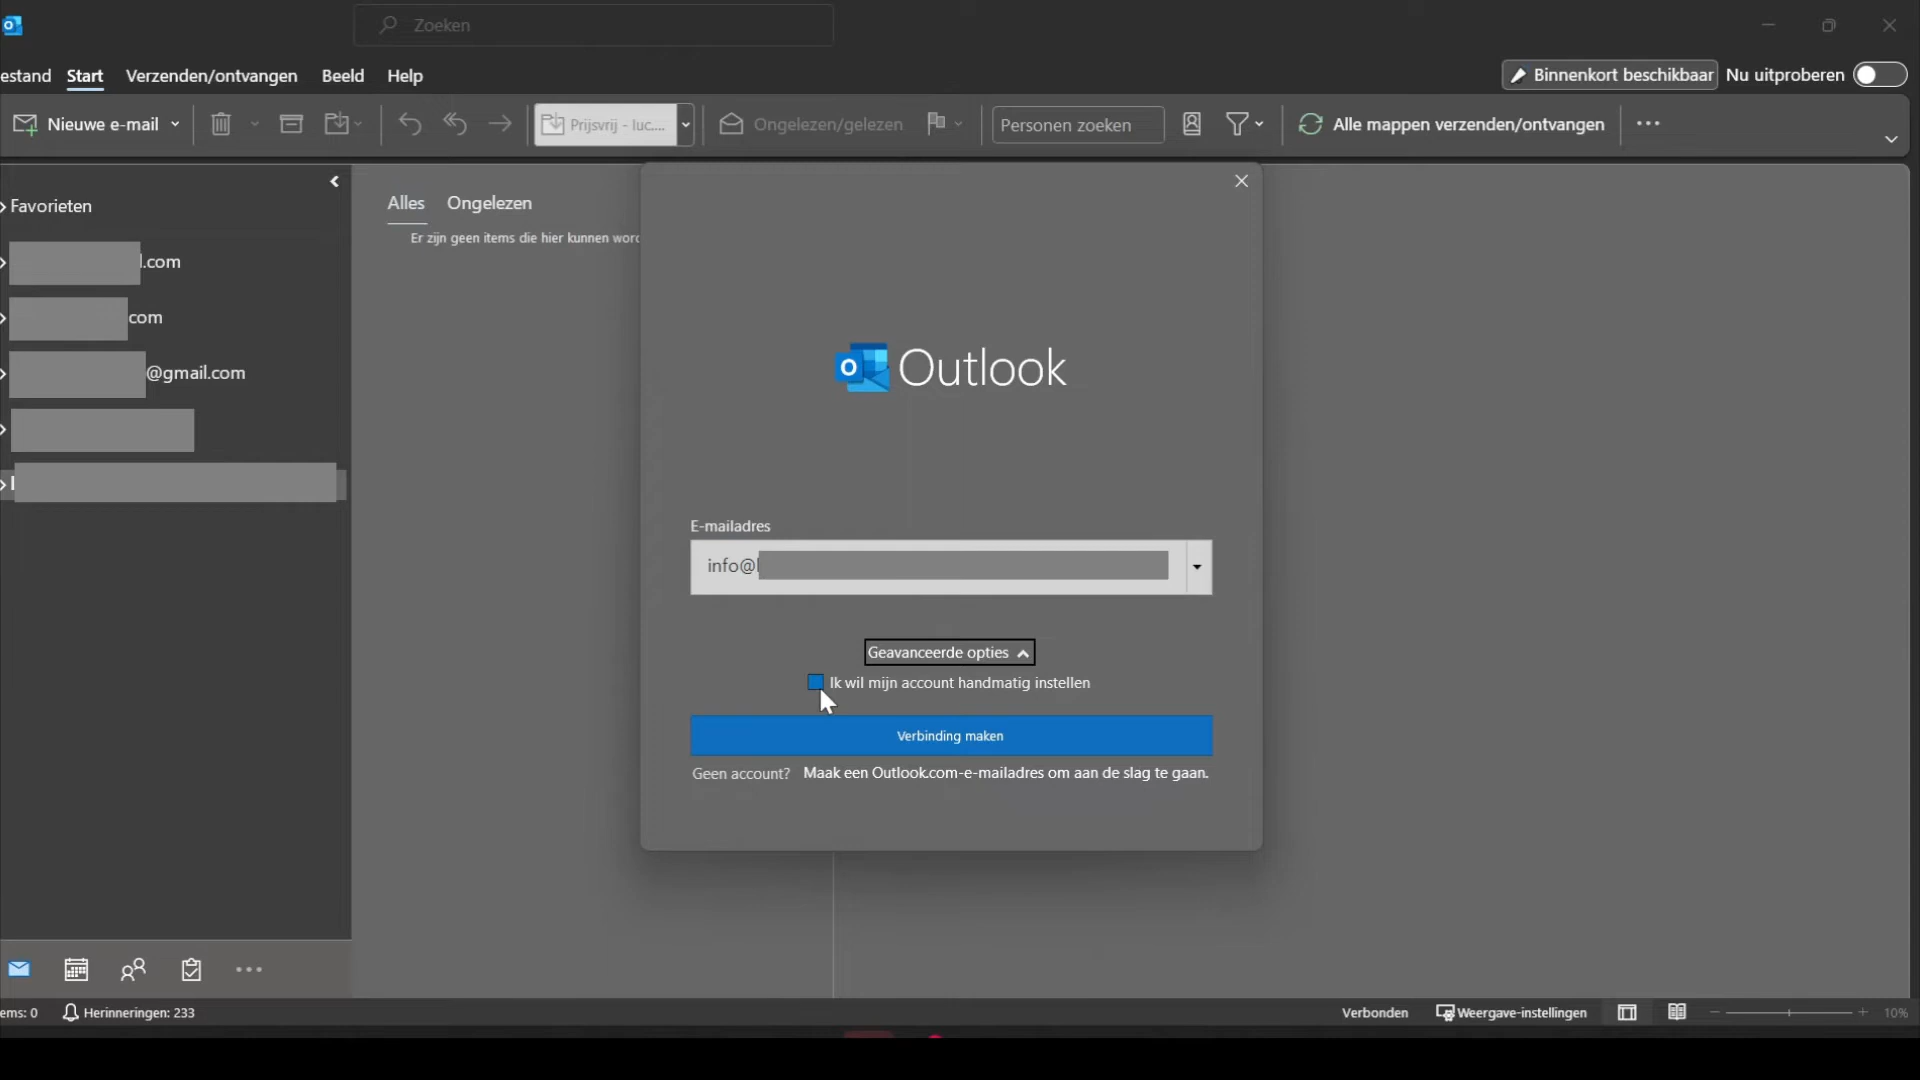 Zoeken
estand Start Verzenden/ontvangen Beeld Help
Binnenkort beschikbaar Nu uitproberen
Nieuwe e-mail Prijsvrij - luc.... Ongelezen/gelezen Personen zoeken Alle mappen verzenden/ontvangen
Favorieten
Alles Ongelezen
Er zijn geen items die hier kunnen word
l.com
com
@gmail.com
Outlook
E-mailadres
info@l
Geavanceerde opties
Ik wil mijn account handmatig instellen
Verbinding maken
Geen account? Maak een Outlook.com-e-mailadres om aan de slag te gaan.
ems: 0 Herinneringen: 233 Verbonden Weergave-instellingen 10%